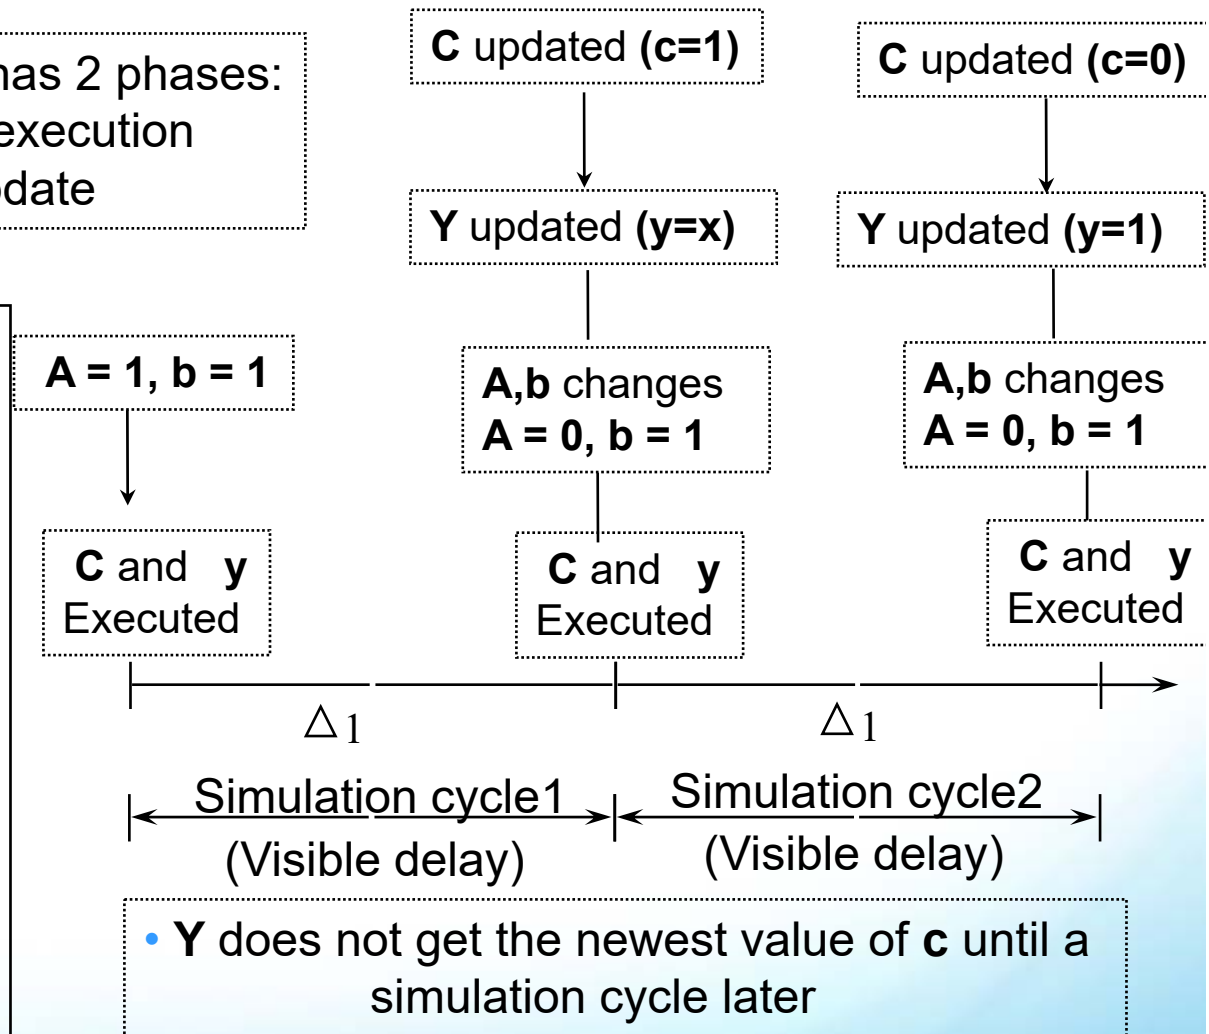 has 2 phases:
execution
date
C updated (c=1)
C updated (c=0)
Y updated (y=x)
Y updated (y=1)
A = 1, b = 1
A,b changes
A = 0, b = 1
A,b changes
A = 0, b = 1
C and y
Executed
C and y
Executed
C and y
Executed
△1
△1
Simulation cycle1
(Visible delay)
Simulation cycle2
(Visible delay)
• Y does not get the newest value of c until a
simulation cycle later